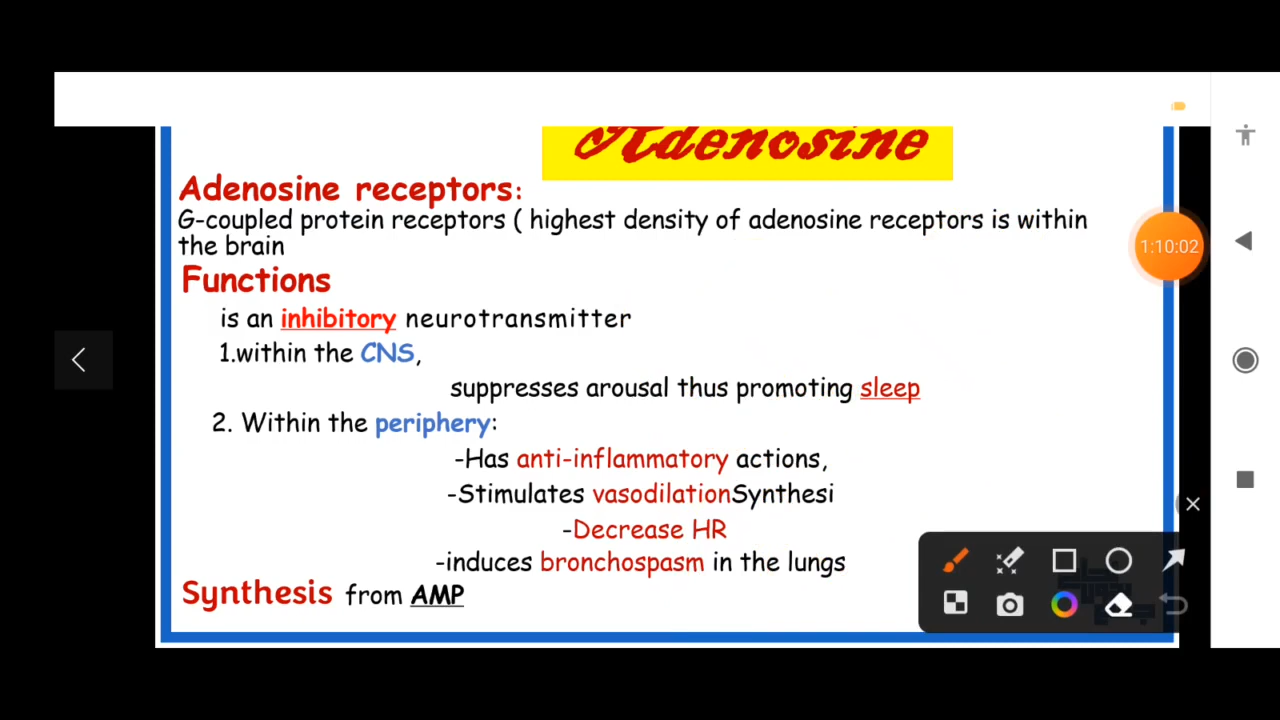 Adenosine
Adenosine receptors:
G-coupled protein receptors ( highest density of adenosine receptors is within
the brain
1:10:02
Functions
is an inhibitory neurotransmitter
1.within the CNS,
suppresses arousal thus promoting sleep
2. Within the periphery:
-Has anti-inflammatory actions,
-Stimulates vasodilationSynthesi
-Decrease HR
-induces bronchospasm in the lungs
Synthesis from AMP